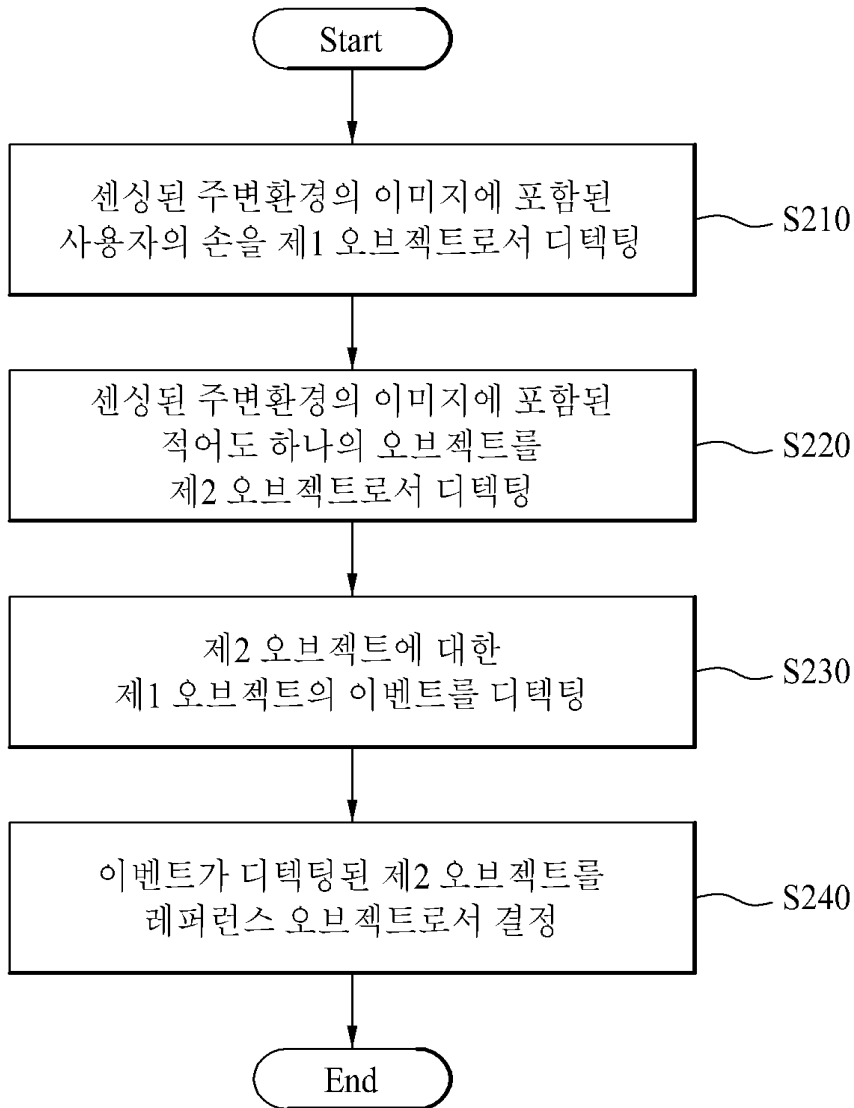 Start
센싱된 주변환경의 이미지에 포함된
사용자의 손을 제1 오브젝트로서 디텍팅
S210
센싱된 주변환경의 이미지에 포함된
적어도 하나의 오브젝트를
제2 오브젝트로서 디텍팅
S220
제2 오브젝트에 대한
제1 오브젝트의 이벤트를 디텍팅
S230
이벤트가 디텍팅된 제2 오브젝트를
레퍼런스 오브젝트로서 결정
S240
End